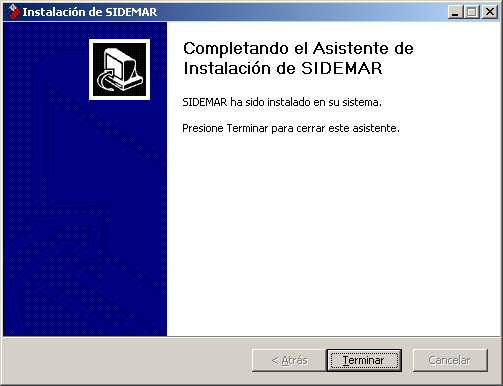 Instalación de SIDEMAR
Completando el Asistente de
Instalación de SIDEMAR
SIDEMAR ha sido instalado en su sistema.
Presione Terminar para cerrar este asistente.
< Atrás
Terminar
Cancelar